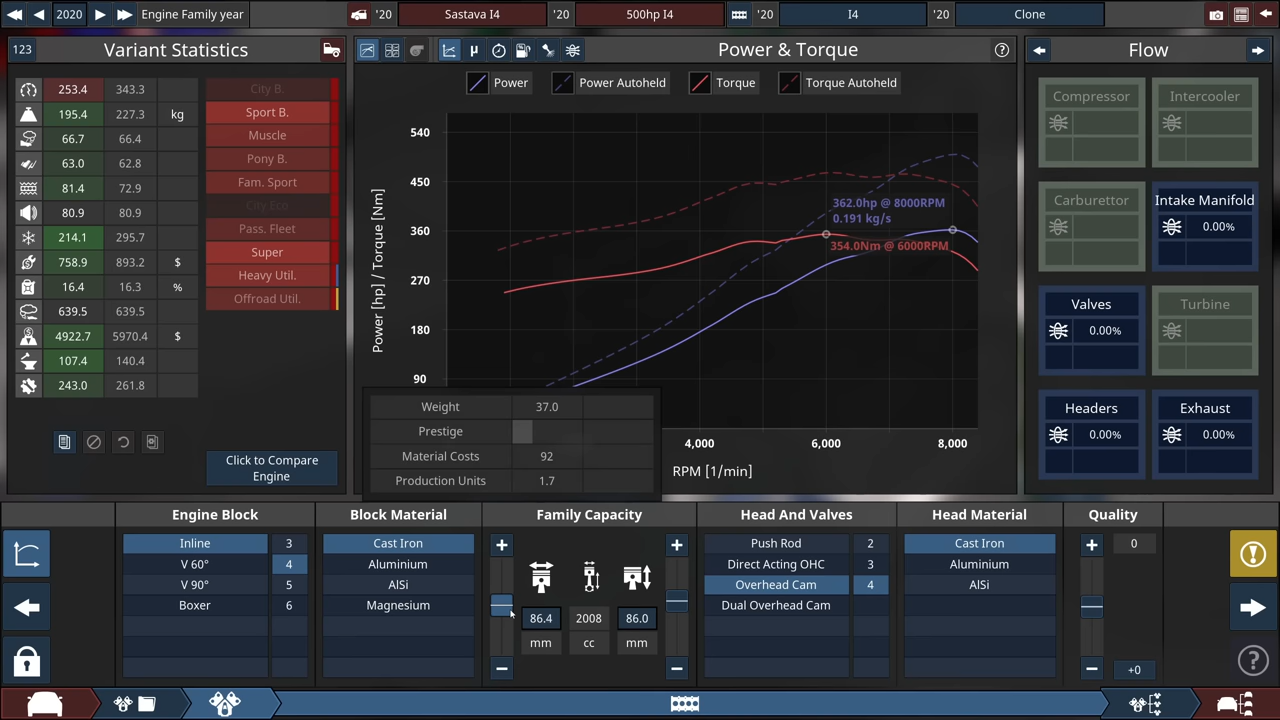 2020 Engine Family year '20 Sastava I4 '20 500hp I4 '20 I4 '20 Clone
123 Variant Statistics
253.4 343.3
195.4 227.3 kg
66.7 66.4
63.0 62.8
81.4 72.9
80.9 80.9
214.1 295.7
758.9 893.2 $
16.4 16.3 %
639.5 639.5
4922.7 5970.4 $
107.4 140.4
243.0 261.8
City B.
Sport B.
Muscle
Pony B.
Fam. Sport
City Eco
Pass. Fleet
Super
Heavy Util.
Offroad Util.
Click to Compare
Engine
μ Power & Torque ?
Power Power Autoheld Torque Torque Autoheld
Power [hp] / Torque [Nm]
540
450
360
270
180
90
362.0hp @ 8000RPM
0.191 kg/s
354.0Nm @ 6000RPM
4,000 6,000 8,000
RPM [1/min]
Weight 37.0
Prestige
Material Costs 92
Production Units 1.7
Flow
Compressor Intercooler
Carburettor Intake Manifold
0.00%
Valves Turbine
0.00%
Headers Exhaust
0.00% 0.00%
Engine Block
Inline 3
V 60° 4
V 90° 5
Boxer 6
Block Material
Cast Iron
Aluminium
AlSi
Magnesium
Family Capacity
+ +
86.4 2008 86.0
mm cc mm
− −
Head And Valves
Push Rod 2
Direct Acting OHC 3
Overhead Cam 4
Dual Overhead Cam
Head Material
Cast Iron
Aluminium
AlSi
Quality
+ 0
− +0
!
?